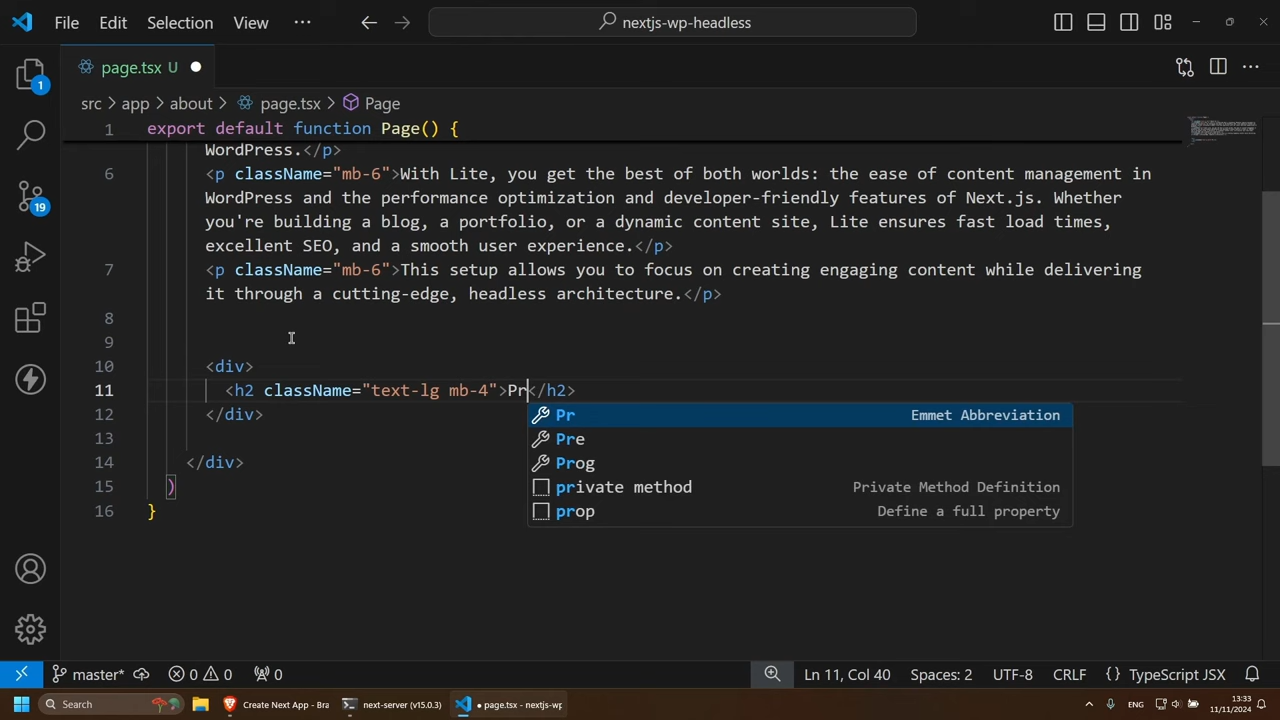 File Edit Selection View ··· nextjs-wp-headless
page.tsx U
src > app > about > page.tsx > Page
1 export default function Page() {
WordPress.</p>
6 <p className="mb-6">With Lite, you get the best of both worlds: the ease of content management in
WordPress and the performance optimization and developer-friendly features of Next.js. Whether
you're building a blog, a portfolio, or a dynamic content site, Lite ensures fast load times,
excellent SEO, and a smooth user experience.</p>
7 <p className="mb-6">This setup allows you to focus on creating engaging content while delivering
it through a cutting-edge, headless architecture.</p>
8
9
10 <div>
11 <h2 className="text-lg mb-4">Pr</h2>
12 </div>
Pr Emmet Abbreviation
13
Pre
14 </div>
Prog
15 )
private method Private Method Definition
16 }
prop Define a full property
1
19
master* 0 0 0 Ln 11, Col 40 Spaces: 2 UTF-8 CRLF {} TypeScript JSX
Search Create Next App - Bra next-server (v15.0.3) ● page.tsx - nextjs-wp ENG 13:33
11/11/2024